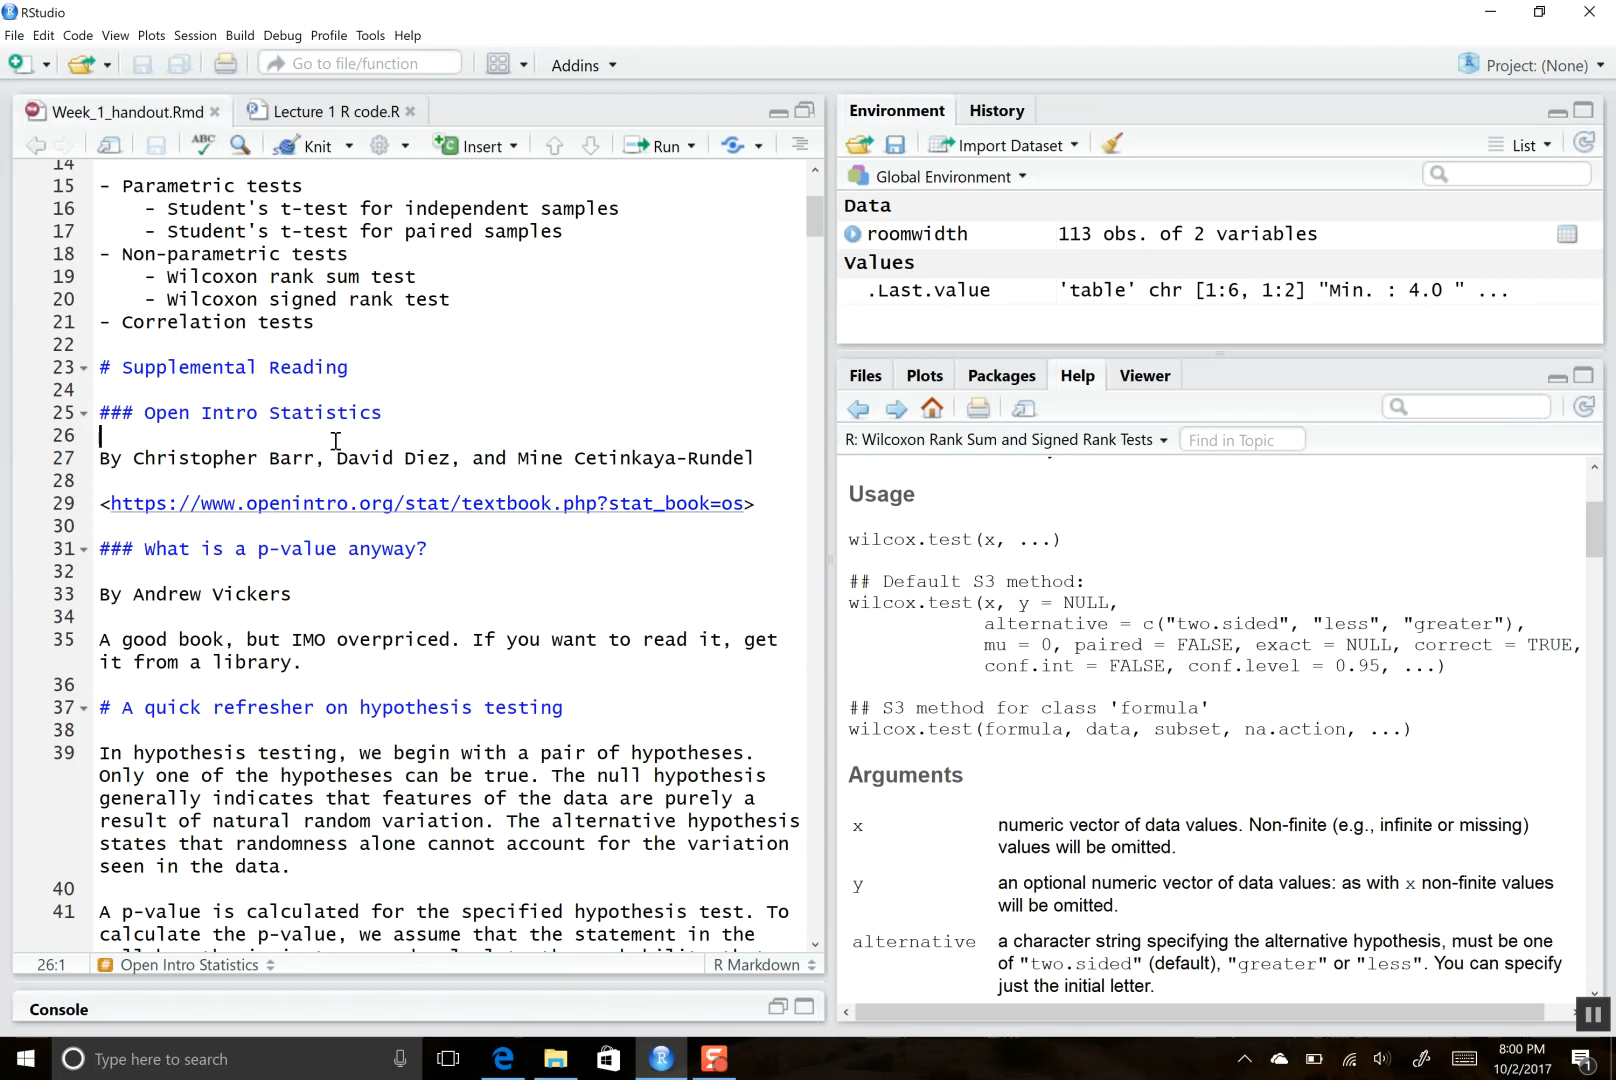 RStudio
File Edit Code View Plots Session Build Debug Profile Tools Help
Go to file/function Addins Project: (None)
Week_1_handout.Rmd Lecture 1 R code.R
ABC Knit Insert Run
14
15 - Parametric tests
16 - Student's t-test for independent samples
17 - Student's t-test for paired samples
18 - Non-parametric tests
19 - Wilcoxon rank sum test
20 - Wilcoxon signed rank test
21 - Correlation tests
22
23 # Supplemental Reading
24
25 ### Open Intro Statistics
26
27 By Christopher Barr, David Diez, and Mine Cetinkaya-Rundel
28
29 <https://www.openintro.org/stat/textbook.php?stat_book=os>
30
31 ### What is a p-value anyway?
32
33 By Andrew Vickers
34
35 A good book, but IMO overpriced. If you want to read it, get
it from a library.
36
37 # A quick refresher on hypothesis testing
38
39 In hypothesis testing, we begin with a pair of hypotheses.
Only one of the hypotheses can be true. The null hypothesis
generally indicates that features of the data are purely a
result of natural random variation. The alternative hypothesis
states that randomness alone cannot account for the variation
seen in the data.
40
41 A p-value is calculated for the specified hypothesis test. To
calculate the p-value, we assume that the statement in the
26:1 Open Intro Statistics R Markdown
Console
Environment History
Import Dataset List
Global Environment
Data
roomwidth 113 obs. of 2 variables
Values
.Last.value 'table' chr [1:6, 1:2] "Min. : 4.0 " ...
Files Plots Packages Help Viewer
R: Wilcoxon Rank Sum and Signed Rank Tests Find in Topic
Usage
wilcox.test(x, ...)
## Default S3 method:
wilcox.test(x, y = NULL,
alternative = c("two.sided", "less", "greater"),
mu = 0, paired = FALSE, exact = NULL, correct = TRUE,
conf.int = FALSE, conf.level = 0.95, ...)
## S3 method for class 'formula'
wilcox.test(formula, data, subset, na.action, ...)
Arguments
x numeric vector of data values. Non-finite (e.g., infinite or missing)
values will be omitted.
y an optional numeric vector of data values: as with x non-finite values
will be omitted.
alternative a character string specifying the alternative hypothesis, must be one
of "two.sided" (default), "greater" or "less". You can specify
just the initial letter.
Type here to search
8:00 PM
10/2/2017
1